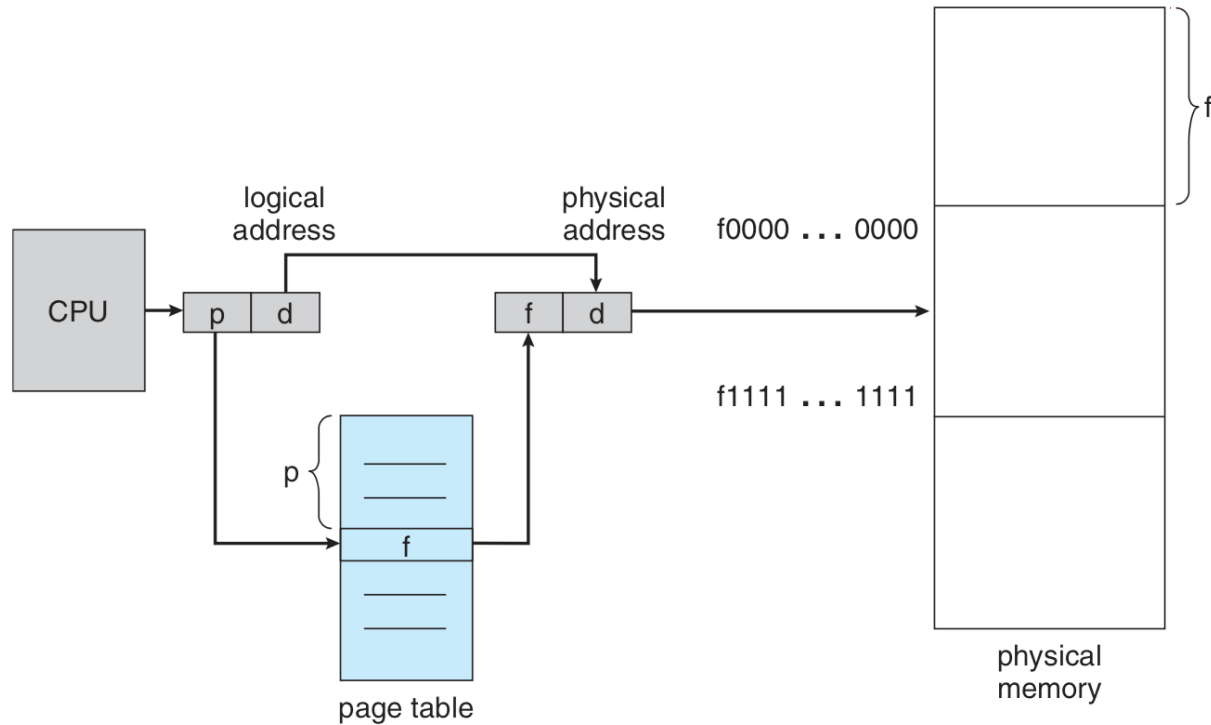 f
logical
address
physical
address
f0000 ... 0000
CPU
p
d
f
d
f1111 ... 1111
p
f
physical
memory
page table